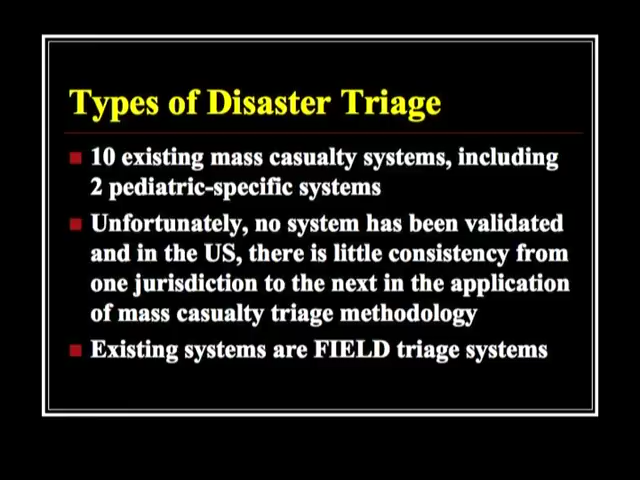 Types of Disaster Triage
10 existing mass casualty systems, including
2 pediatric-specific systems
Unfortunately, no system has been validated
and in the US, there is little consistency from
one jurisdiction to the next in the application
of mass casualty triage methodology
Existing systems are FIELD triage systems